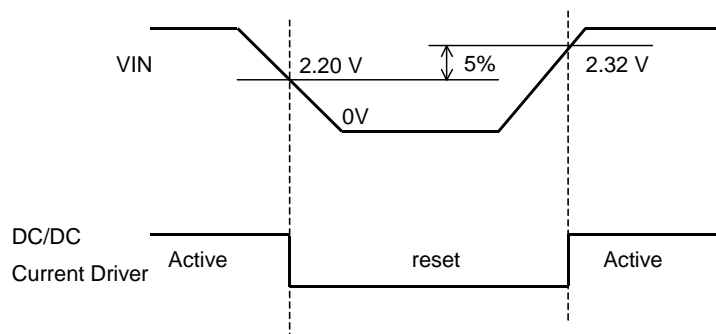 VIN
2.20 V
5%
2.32 V
0V
DC/DC
Current Driver
Active
reset
Active